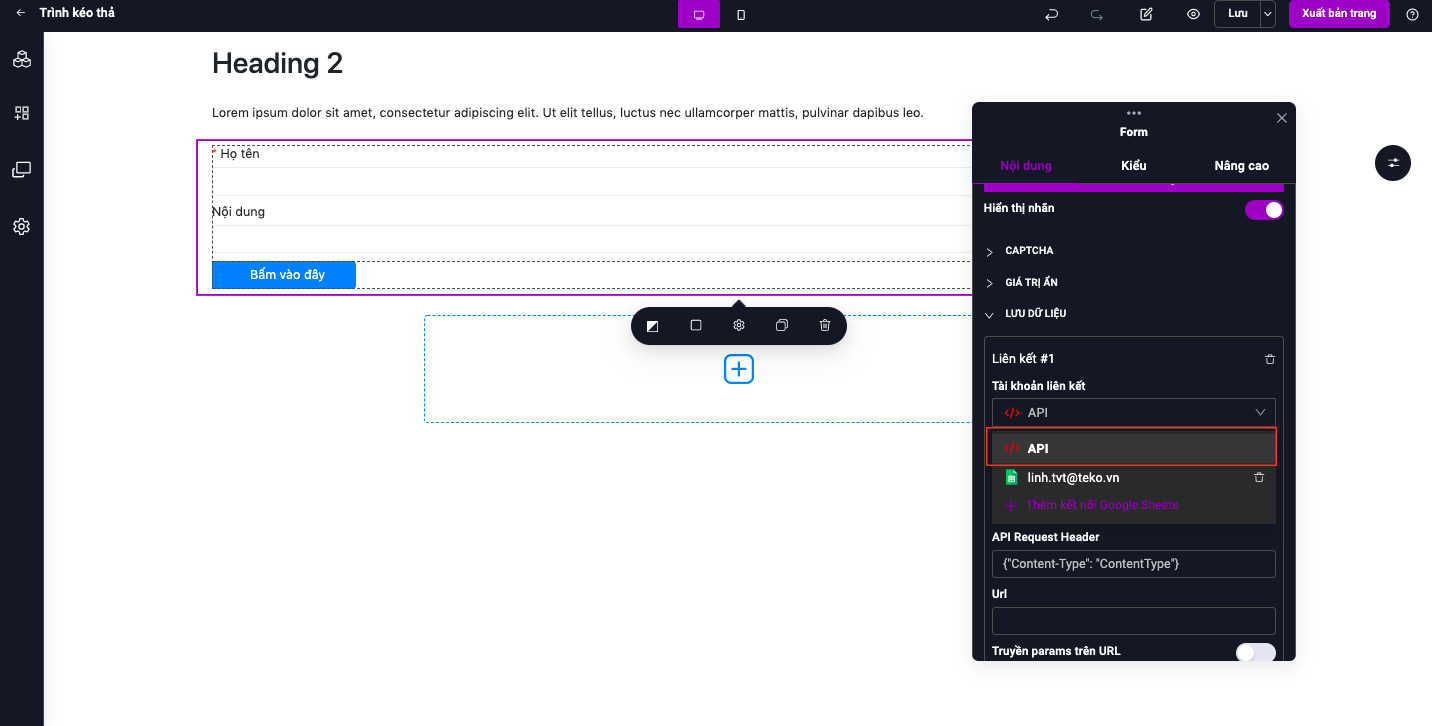 Trình kéo thả
Lưu
Xuất bản trang
Heading 2
Lorem ipsum dolor sit amet, consectetur adipiscing elit. Ut elit tellus, luctus nec ullamcorper mattis, pulvinar dapibus leo.
* Họ tên
Nội dung
Bấm vào đây
Form
Nội dung
Kiểu
Nâng cao
Hiển thị nhãn
CAPTCHA
GIÁ TRỊ ẨN
LƯU DỮ LIỆU
Liên kết #1
Tài khoản liên kết
</> API
</> API
linh.tvt@teko.vn
Thêm kết nối Google Sheets
API Request Header
{"Content-Type": "ContentType"}
Url
Truyền params trên URL